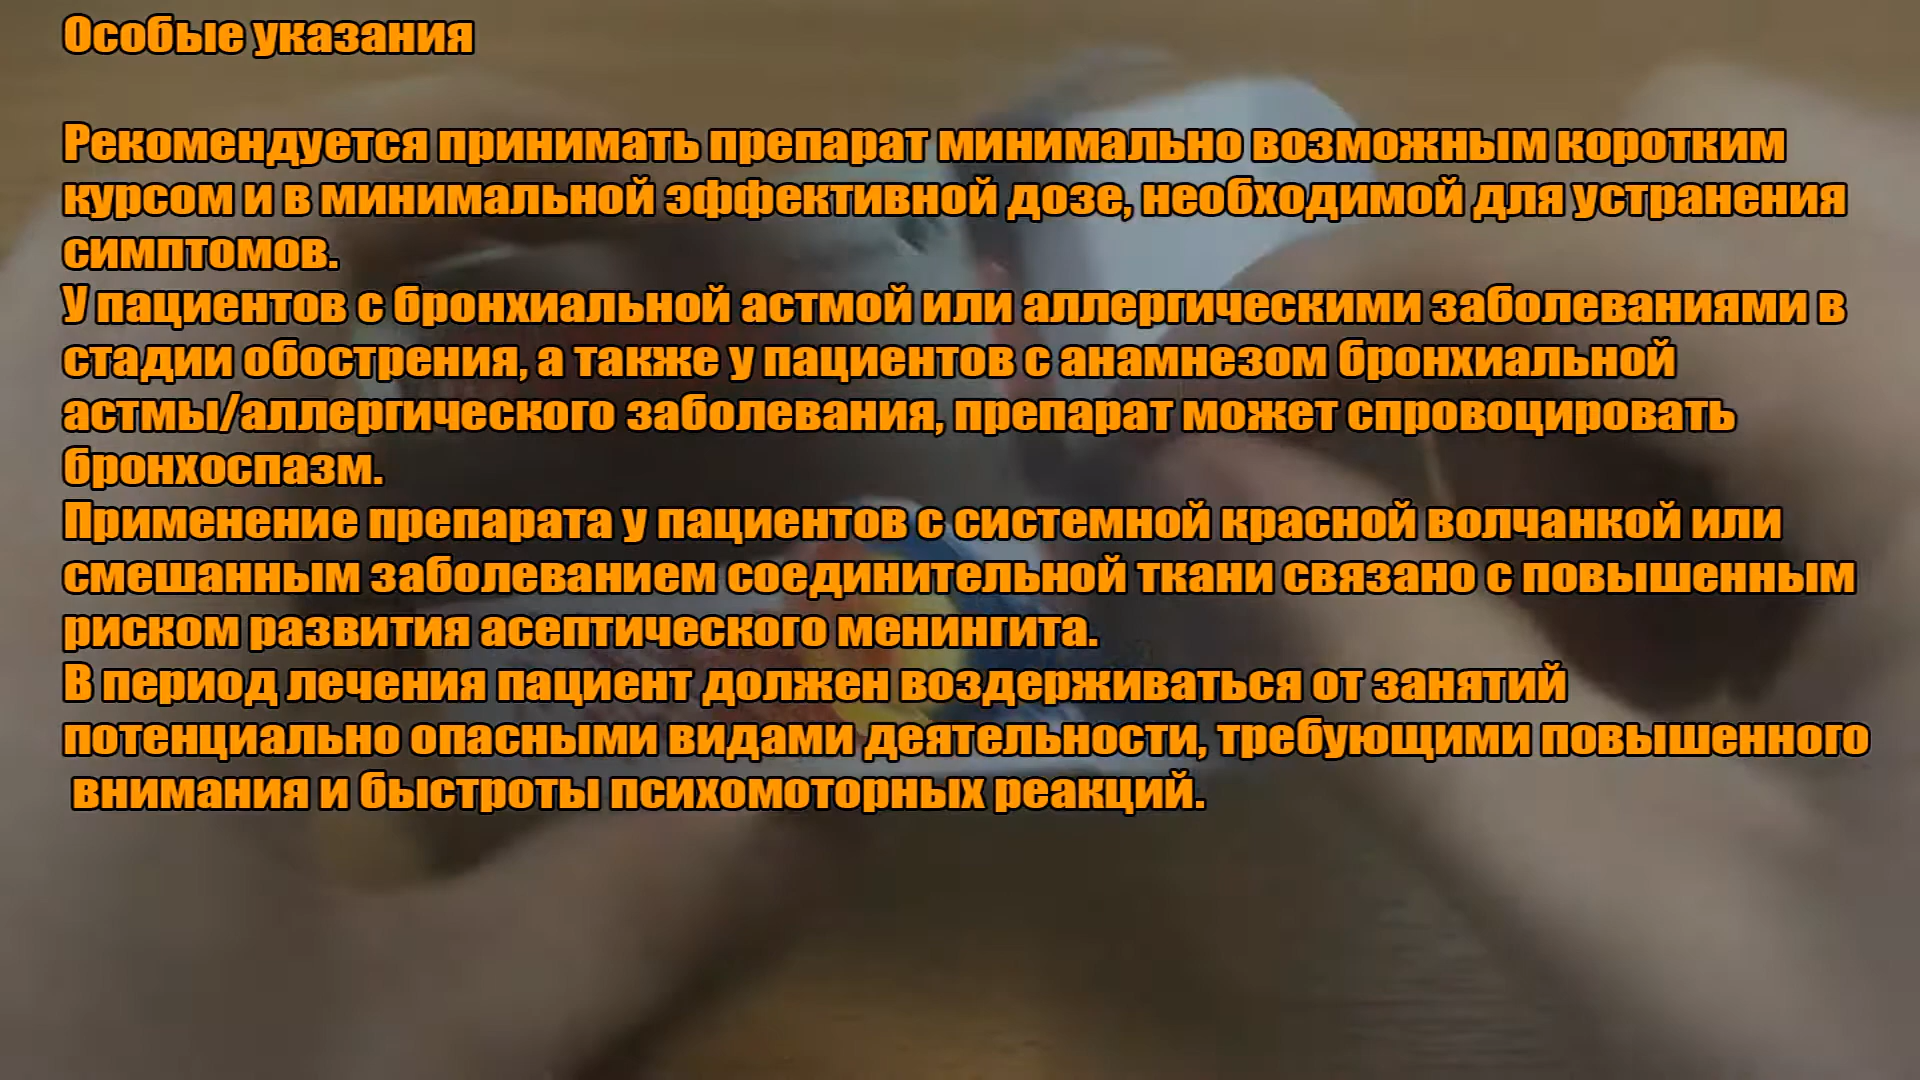 Особые указания
Рекомендуется принимать препарат минимально возможным коротким
курсом и в минимальной эффективной дозе, необходимой для устранения
симптомов.
У пациентов с бронхиальной астмой или аллергическими заболеваниями в
стадии обострения, а также у пациентов с анамнезом бронхиальной
астмы/аллергического заболевания, препарат может спровоцировать
бронхоспазм.
Применение препарата у пациентов с системной красной волчанкой или
смешанным заболеванием соединительной ткани связано с повышенным
риском развития асептического менингита.
В период лечения пациент должен воздерживаться от занятий
потенциально опасными видами деятельности, требующими повышенного
внимания и быстроты психомоторных реакций.